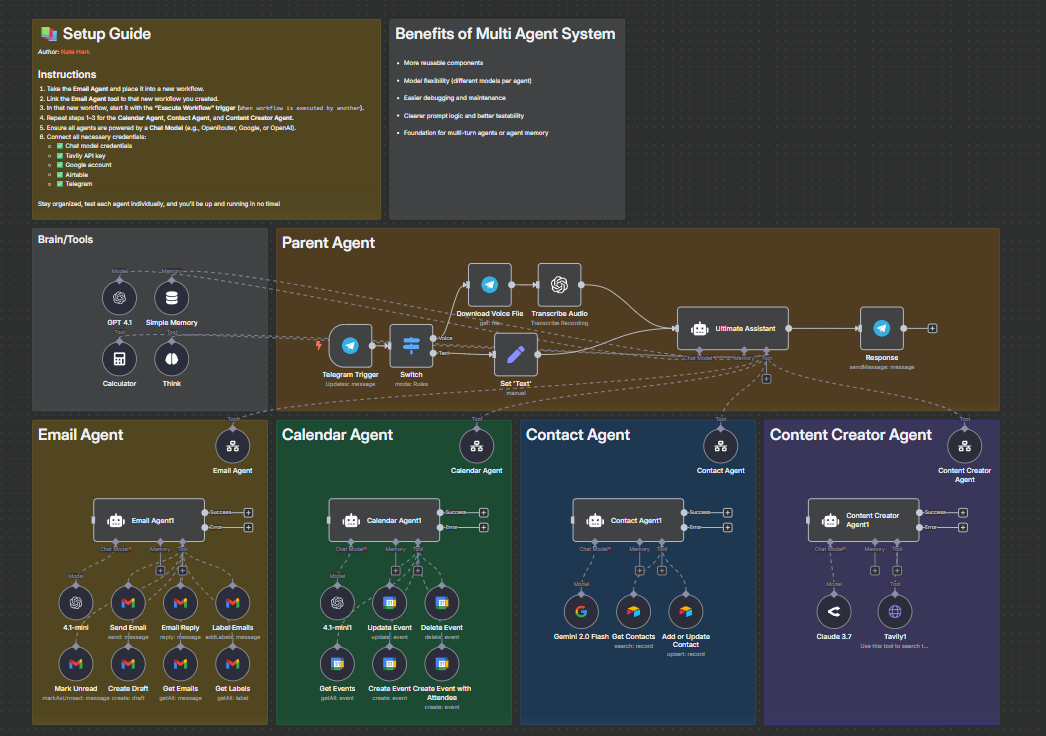 📚 Setup Guide
Author: Nate Herk
Instructions
1. Take the Email Agent and place it into a new workflow.
2. Link the Email Agent tool to that new workflow you created.
3. In that new workflow, start it with the "Execute Workflow" trigger (When workflow is executed by another).
4. Repeat steps 1–3 for the Calendar Agent, Contact Agent, and Content Creator Agent.
5. Ensure all agents are powered by a Chat Model (e.g., OpenRouter, Google, or OpenAI).
6. Connect all necessary credentials:
✅ Chat model credentials
✅ Tavily API key
✅ Google account
✅ Airtable
✅ Telegram
Stay organized, test each agent individually, and you'll be up and running in no time!
Benefits of Multi Agent System
• More reusable components
• Model flexibility (different models per agent)
• Easier debugging and maintenance
• Clearer prompt logic and better testability
• Foundation for multi-turn agents or agent memory
Brain/Tools
Model
Memory
GPT 4.1
Simple Memory
Tool
Tool
Calculator
Think
Parent Agent
Telegram Trigger
Updates: message
Switch
mode: Rules
Voice
Text
Download Voice File
get: file
Transcribe Audio
Transcribe Recording
Set 'Text'
manual
Ultimate Assistant
Chat Model*
Memory
Tool
Response
sendMessage: message
Email Agent
Tool
Email Agent
Email Agent1
Success
Error
Chat Model*
Memory
Tool
Model
4.1-mini
Send Email
send: message
Email Reply
reply: message
Label Emails
addLabels: message
Mark Unread
markAsUnread: message
Create Draft
create: draft
Get Emails
getAll: message
Get Labels
getAll: label
Calendar Agent
Tool
Calendar Agent
Calendar Agent1
Success
Error
Chat Model*
Memory
Tool
Model
4.1-mini1
Update Event
update: event
Delete Event
delete: event
Get Events
getAll: event
Create Event
create: event
Create Event with
Attendee
create: event
Contact Agent
Tool
Contact Agent
Contact Agent1
Success
Error
Chat Model*
Memory
Tool
Model
Gemini 2.0 Flash
Get Contacts
search: record
Add or Update
Contact
upsert: record
Content Creator Agent
Tool
Content Creator
Agent
Content Creator
Agent1
Success
Error
Chat Model*
Memory
Tool
Model
Tool
Claude 3.7
Tavily1
Use this tool to search t...